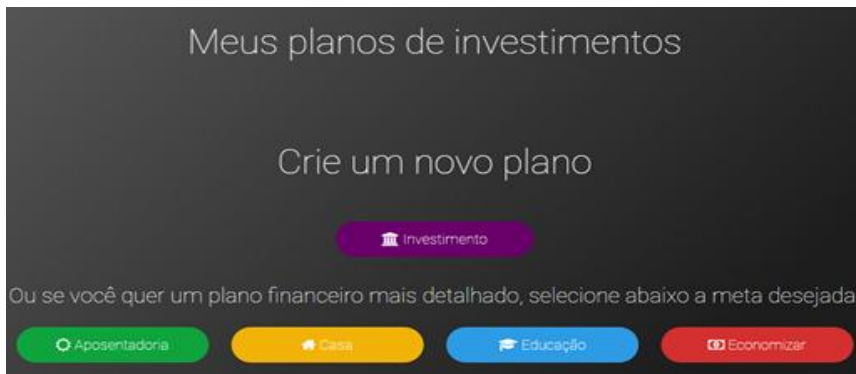 Meus planos de investimentos
Crie um novo plano
Investimento
Ou se você quer um plano financeiro mais detalhado, selecione abaixo a meta desejada
Aposentadoria Casa Educação Economizar